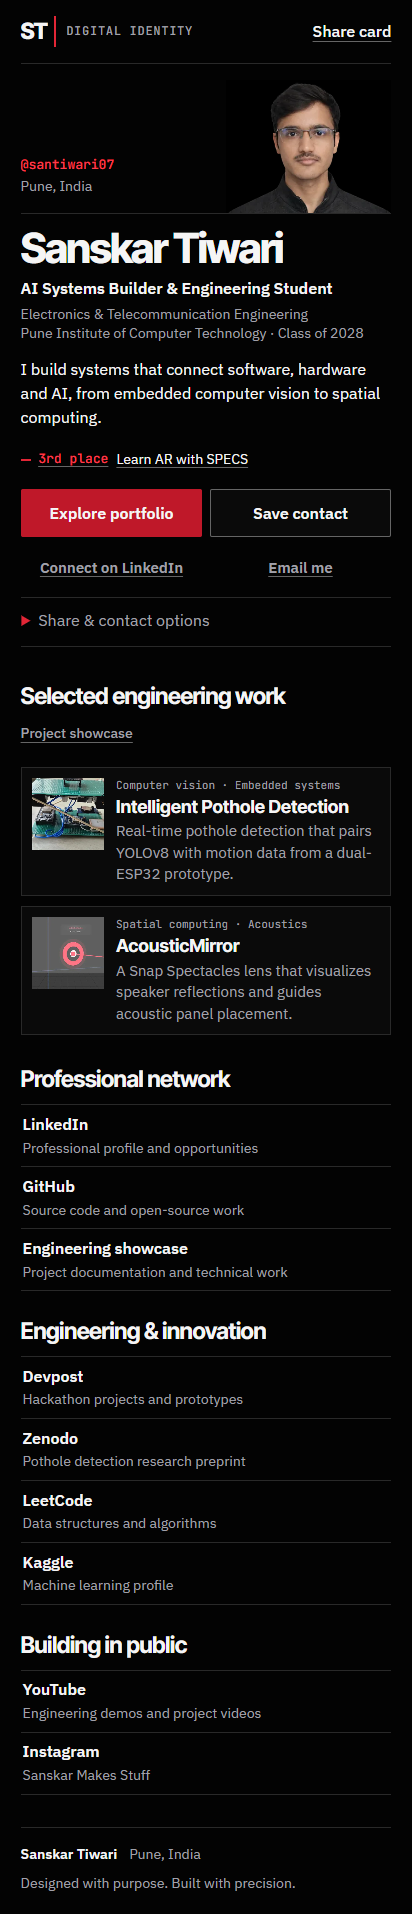 ST DIGITAL IDENTITY Share card
@santiwari07
Pune, India
Sanskar Tiwari
AI Systems Builder & Engineering Student
Electronics & Telecommunication Engineering
Pune Institute of Computer Technology · Class of 2028
I build systems that connect software, hardware
and AI, from embedded computer vision to spatial
computing.
— 3rd place Learn AR with SPECS
Explore portfolio Save contact
Connect on LinkedIn Email me
▶ Share & contact options
Selected engineering work
Project showcase
Computer vision · Embedded systems
Intelligent Pothole Detection
Real-time pothole detection that pairs
YOLOv8 with motion data from a dual-
ESP32 prototype.
Spatial computing · Acoustics
AcousticMirror
A Snap Spectacles lens that visualizes
speaker reflections and guides
acoustic panel placement.
Professional network
LinkedIn
Professional profile and opportunities
GitHub
Source code and open-source work
Engineering showcase
Project documentation and technical work
Engineering & innovation
Devpost
Hackathon projects and prototypes
Zenodo
Pothole detection research preprint
LeetCode
Data structures and algorithms
Kaggle
Machine learning profile
Building in public
YouTube
Engineering demos and project videos
Instagram
Sanskar Makes Stuff
Sanskar Tiwari Pune, India
Designed with purpose. Built with precision.